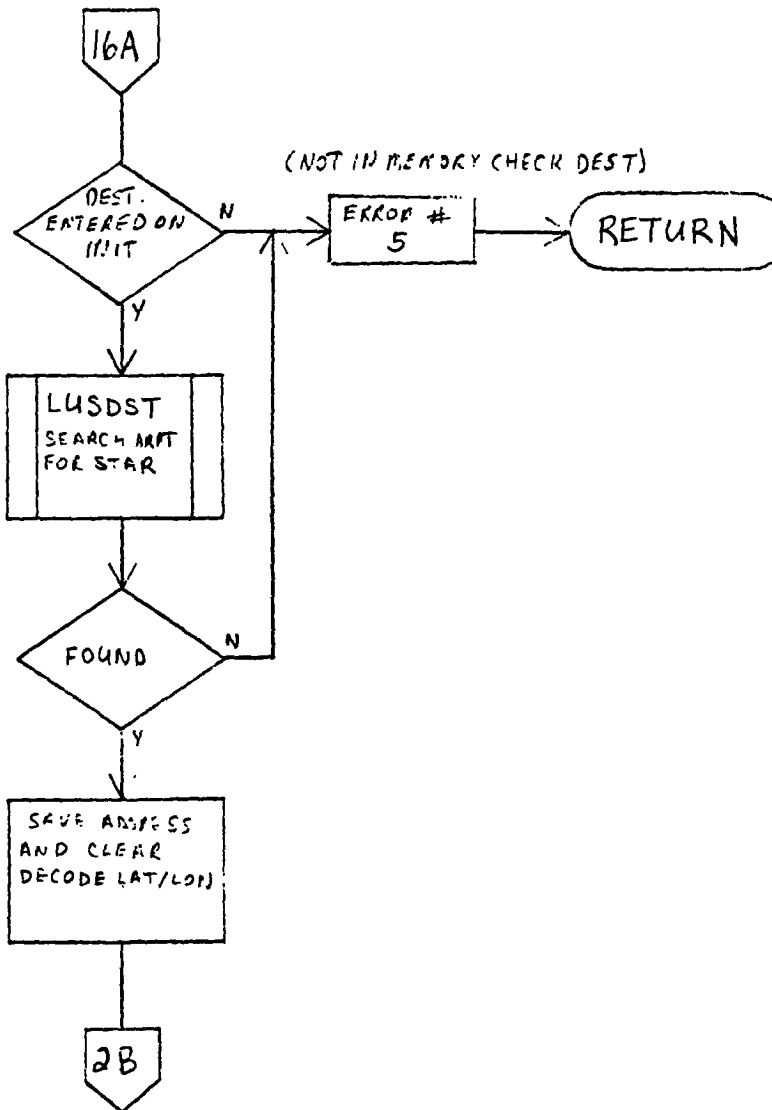 16A
(NOT IN MEMORY CHECK DEST)
DEST.
ENTERED ON
INIT
N
ERROR #
5
RETURN
Y
LUSDST
SEARCH ARPT
FOR STAR
FOUND
N
Y
SAVE ADDRESS
AND CLEAR
DECODE LAT/LON
2B